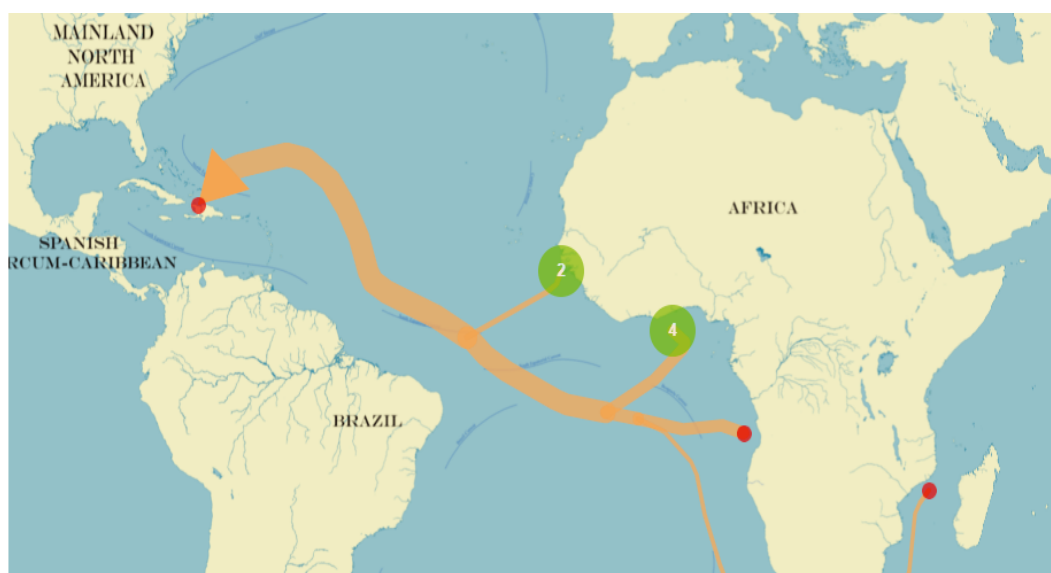 MAINLAND
NORTH
AMERICA
AFRICA
SPANISH
RCUM-CARIBBEAN
2
4
BRAZIL